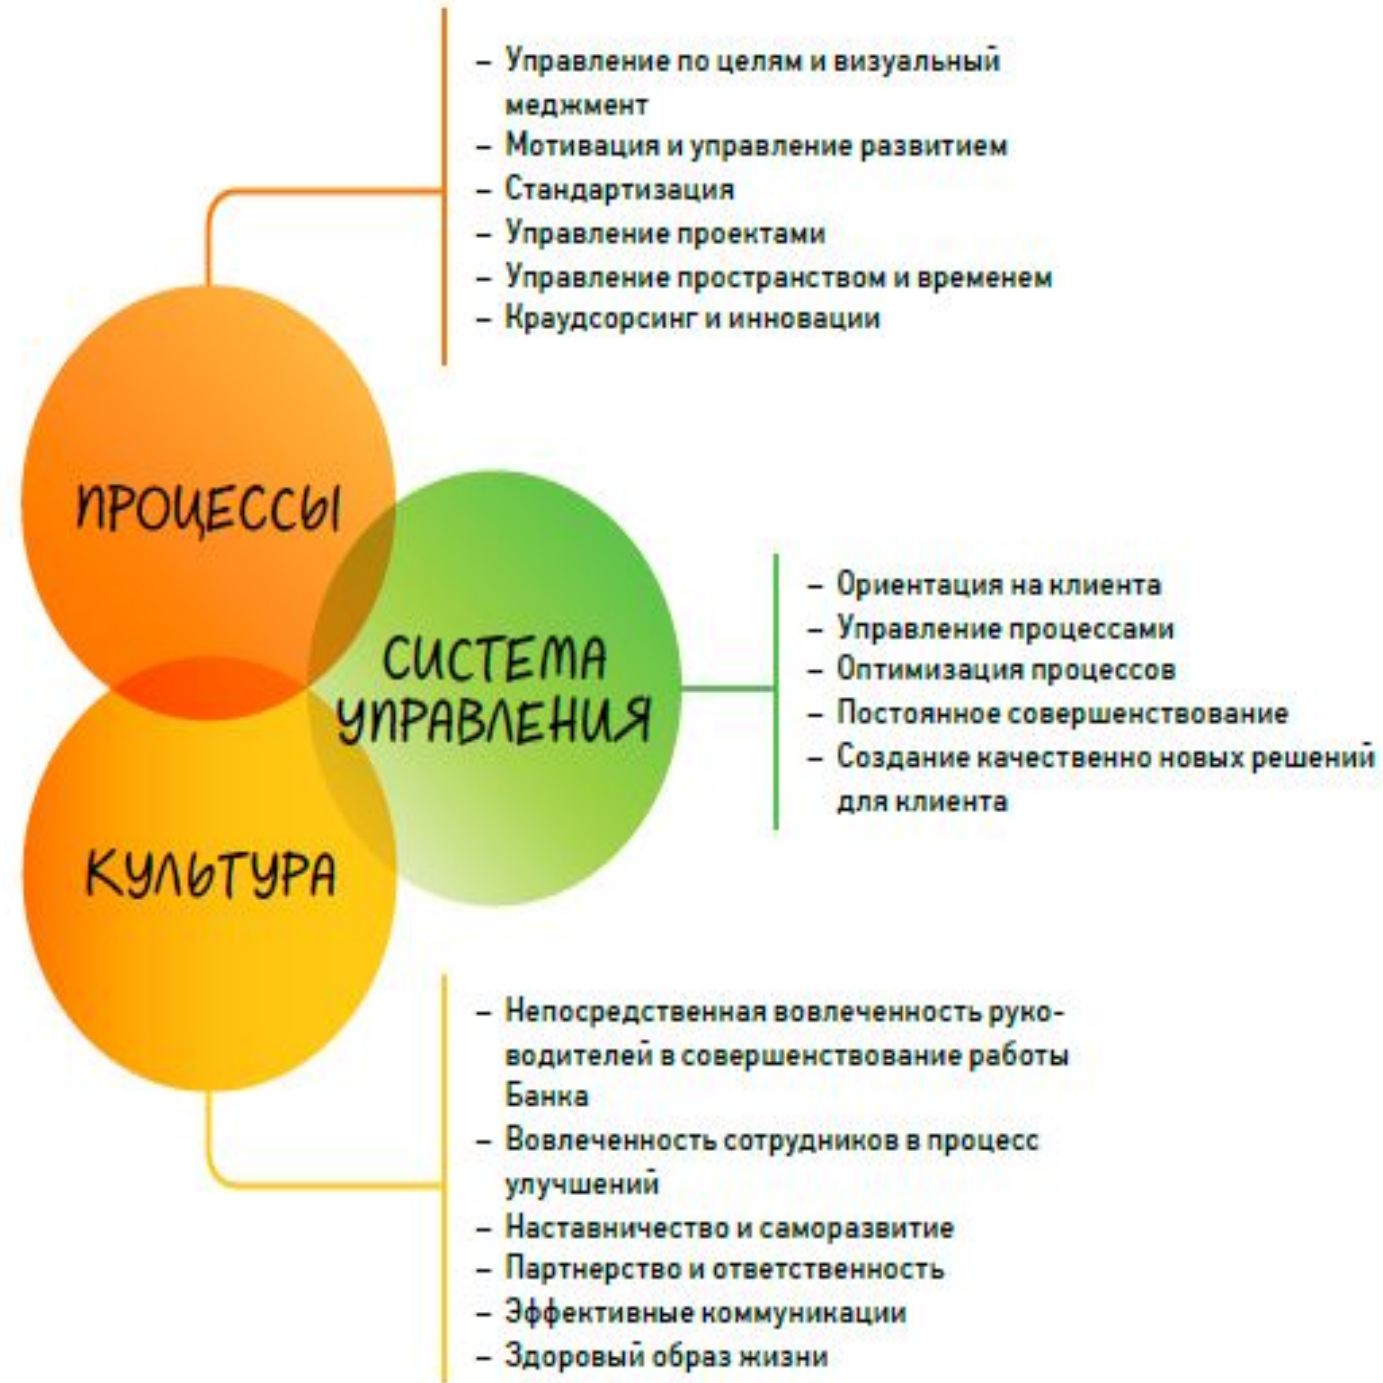 – Управление по целям и визуальный
меджмент
– Мотивация и управление развитием
– Стандартизация
– Управление проектами
– Управление пространством и временем
– Краудсорсинг и инновации
ПРОЦЕССЫ
СИСТЕМА
УПРАВЛЕНИЯ
– Ориентация на клиента
– Управление процессами
– Оптимизация процессов
– Постоянное совершенствование
– Создание качественно новых решений
для клиента
КУЛЬТУРА
– Непосредственная вовлеченность руко-
водителей в совершенствование работы
Банка
– Вовлеченность сотрудников в процесс
улучшений
– Наставничество и саморазвитие
– Партнерство и ответственность
– Эффективные коммуникации
– Здоровый образ жизни